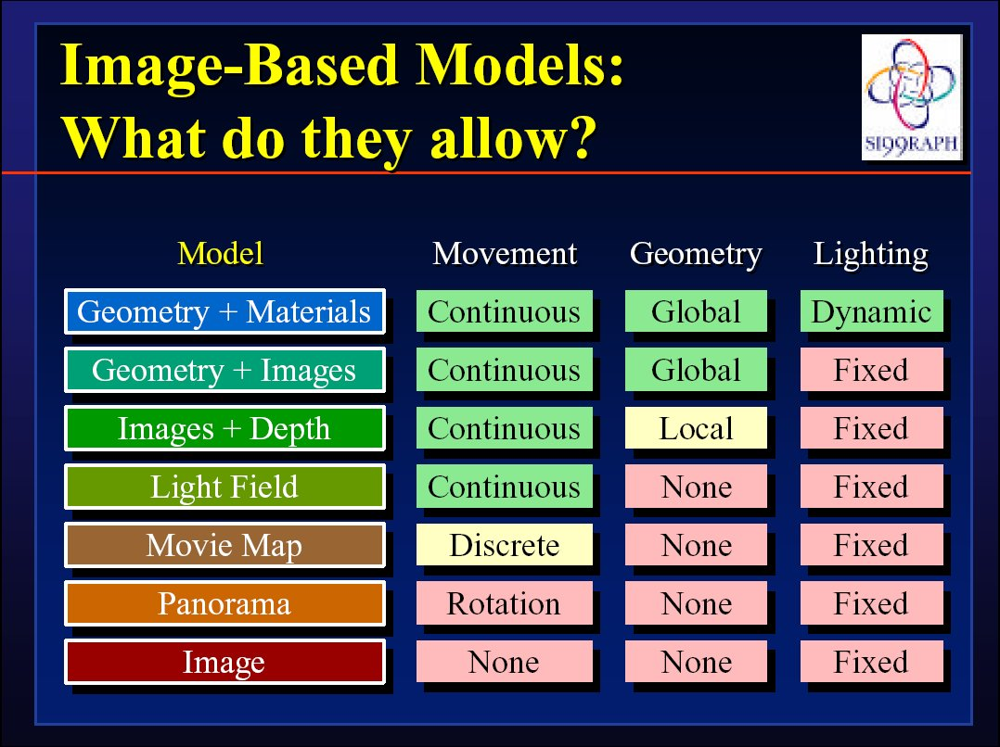 Image-Based Models:
What do they allow?
SI99RAPH
Model Movement Geometry Lighting
Geometry + Materials Continuous Global Dynamic
Geometry + Images Continuous Global Fixed
Images + Depth Continuous Local Fixed
Light Field Continuous None Fixed
Movie Map Discrete None Fixed
Panorama Rotation None Fixed
Image None None Fixed